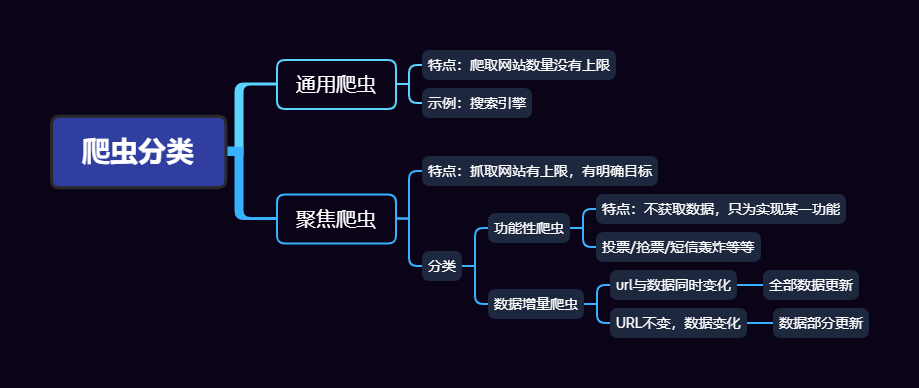 爬虫分类
通用爬虫
特点：爬取网站数量没有上限
示例：搜索引擎
聚焦爬虫
特点：抓取网站有上限，有明确目标
分类
功能性爬虫
特点：不获取数据，只为实现某一功能
投票/抢票/短信轰炸等等
数据增量爬虫
url与数据同时变化
全部数据更新
URL不变，数据变化
数据部分更新